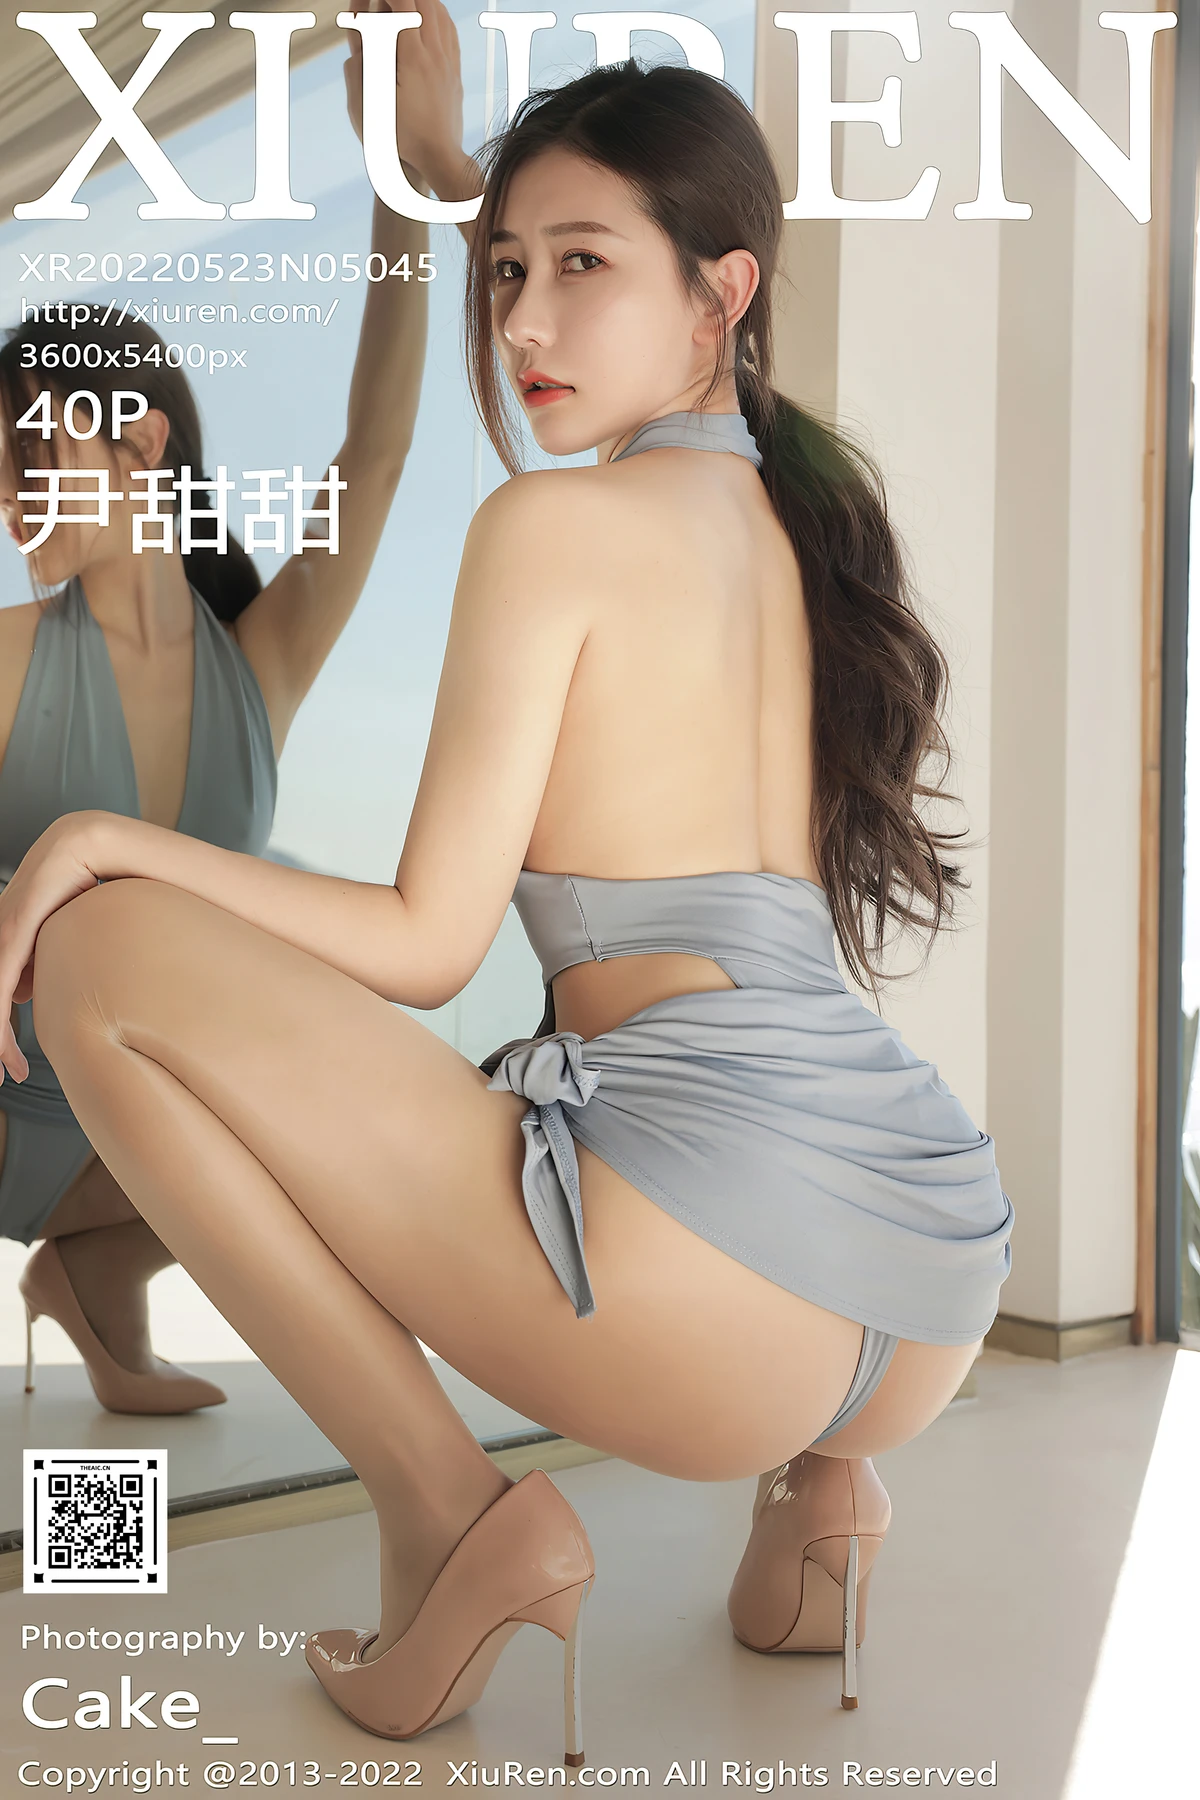 XIUREN
XR20220523N05045
http://xiuren.com/
3600x5400px
40P
尹甜甜
THEAIC.CN
Photography by:
Cake_
Copyright @2013-2022 XiuRen.com All Rights Reserved